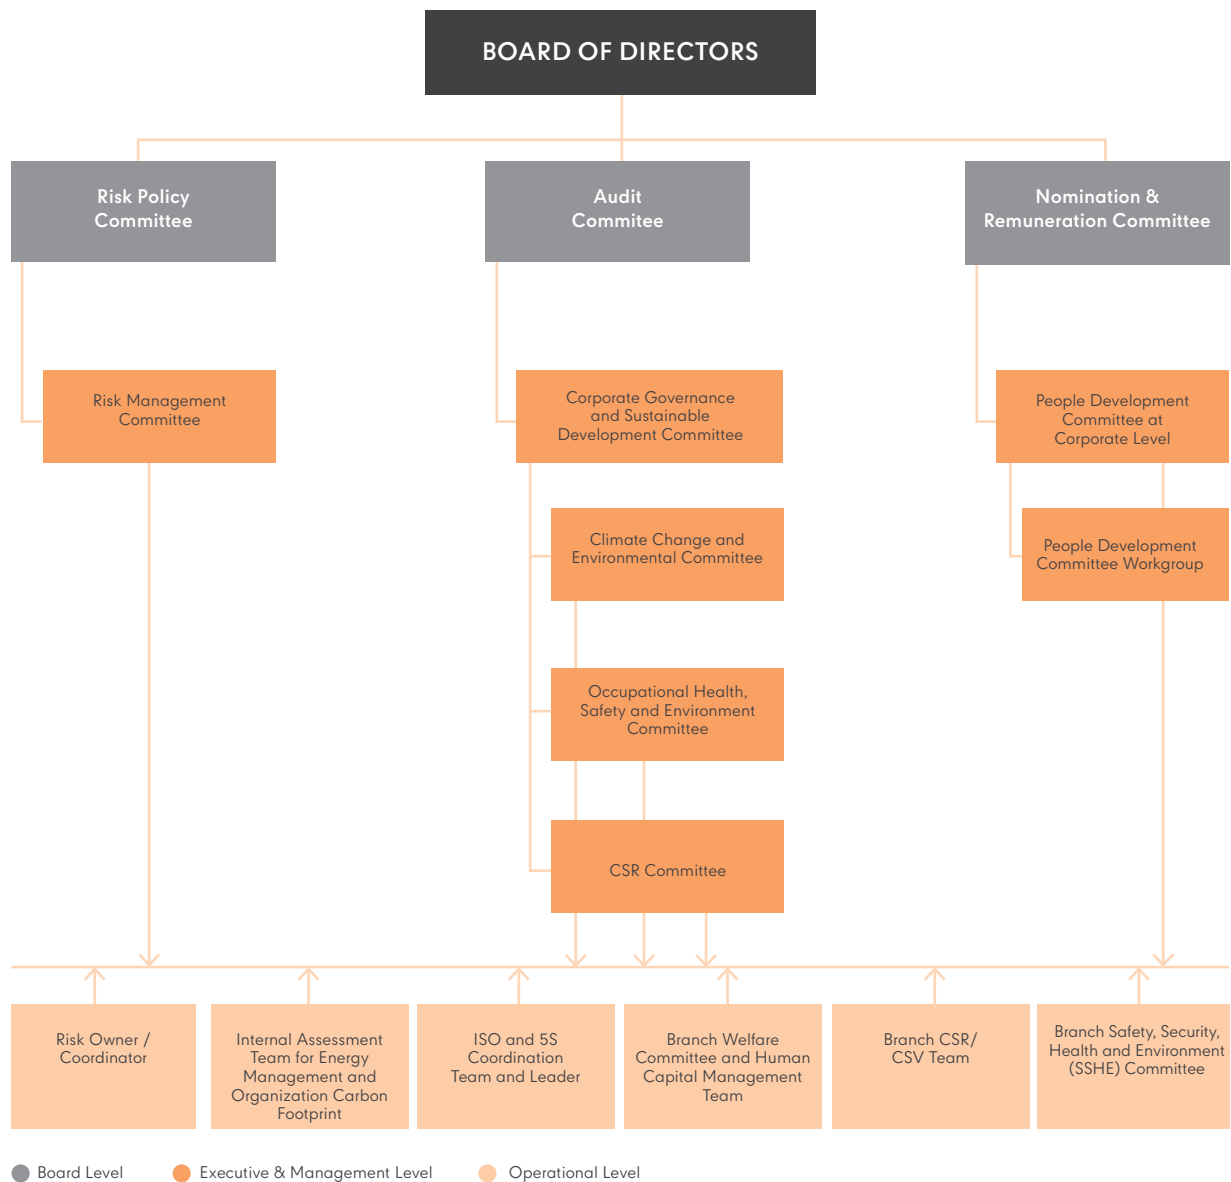 BOARD OF DIRECTORS
Risk Policy
Committee
Audit
Commitee
Nomination &
Remuneration Committee
Risk Management
Committee
Corporate Governance
and Sustainable
Development Committee
People Development
Committee at
Corporate Level
Climate Change and
Environmental Committee
People Development
Committee Workgroup
Occupational Health,
Safety and Environment
Committee
CSR Committee
Risk Owner /
Coordinator
Internal Assessment
Team for Energy
Management and
Organization Carbon
Footprint
ISO and 5S
Coordination
Team and Leader
Branch Welfare
Committee and Human
Capital Management
Team
Branch CSR/
CSV Team
Branch Safety, Security,
Health and Environment
(SSHE) Committee
Board Level
Executive & Management Level
Operational Level